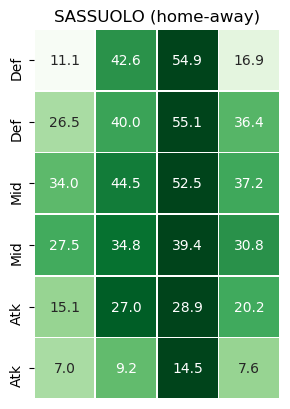 SASSUOLO (home-away)
Def 11.1 42.6 54.9 16.9
Def 26.5 40.0 55.1 36.4
Mid 34.0 44.5 52.5 37.2
Mid 27.5 34.8 39.4 30.8
Atk 15.1 27.0 28.9 20.2
Atk 7.0 9.2 14.5 7.6